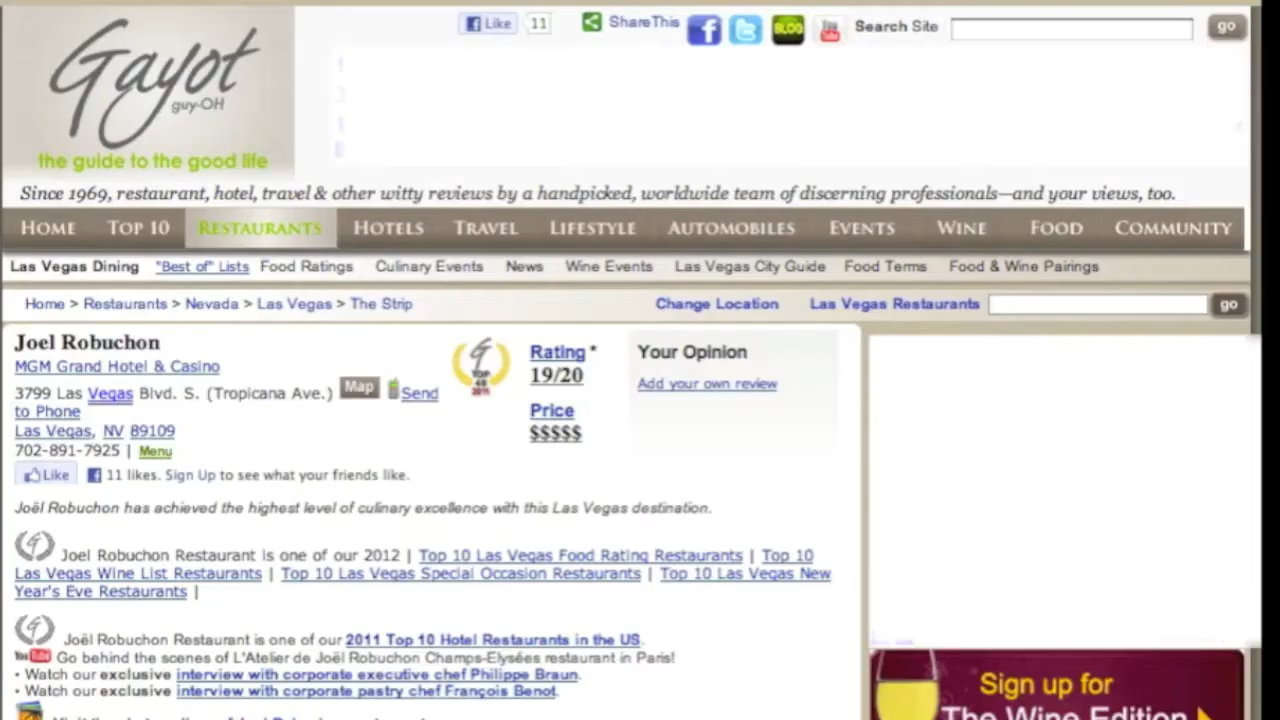 Like 11 ShareThis BLOG You Tube Search Site go
Gayot
guy-OH
the guide to the good life
Since 1969, restaurant, hotel, travel & other witty reviews by a handpicked, worldwide team of discerning professionals—and your views, too.
HOME TOP 10 RESTAURANTS HOTELS TRAVEL LIFESTYLE AUTOMOBILES EVENTS WINE FOOD COMMUNITY
Las Vegas Dining "Best of" Lists Food Ratings Culinary Events News Wine Events Las Vegas City Guide Food Terms Food & Wine Pairings
Home > Restaurants > Nevada > Las Vegas > The Strip Change Location Las Vegas Restaurants go
Joel Robuchon
MGM Grand Hotel & Casino
3799 Las Vegas Blvd. S. (Tropicana Ave.) Map Send
to Phone
Las Vegas, NV 89109
702-891-7925 | Menu
Like 11 likes. Sign Up to see what your friends like.
G
TOP
40
2011
Rating *
19/20
Price
$$$$$
Your Opinion
Add your own review
Joël Robuchon has achieved the highest level of culinary excellence with this Las Vegas destination.
Joel Robuchon Restaurant is one of our 2012 | Top 10 Las Vegas Food Rating Restaurants | Top 10
Las Vegas Wine List Restaurants | Top 10 Las Vegas Special Occasion Restaurants | Top 10 Las Vegas New
Year's Eve Restaurants |
Joël Robuchon Restaurant is one of our 2011 Top 10 Hotel Restaurants in the US.
YouTube Go behind the scenes of L'Atelier de Joël Robuchon Champs-Elysées restaurant in Paris!
• Watch our exclusive interview with corporate executive chef Philippe Braun.
• Watch our exclusive interview with corporate pastry chef François Benot.
Sign up for
The Wine Edition